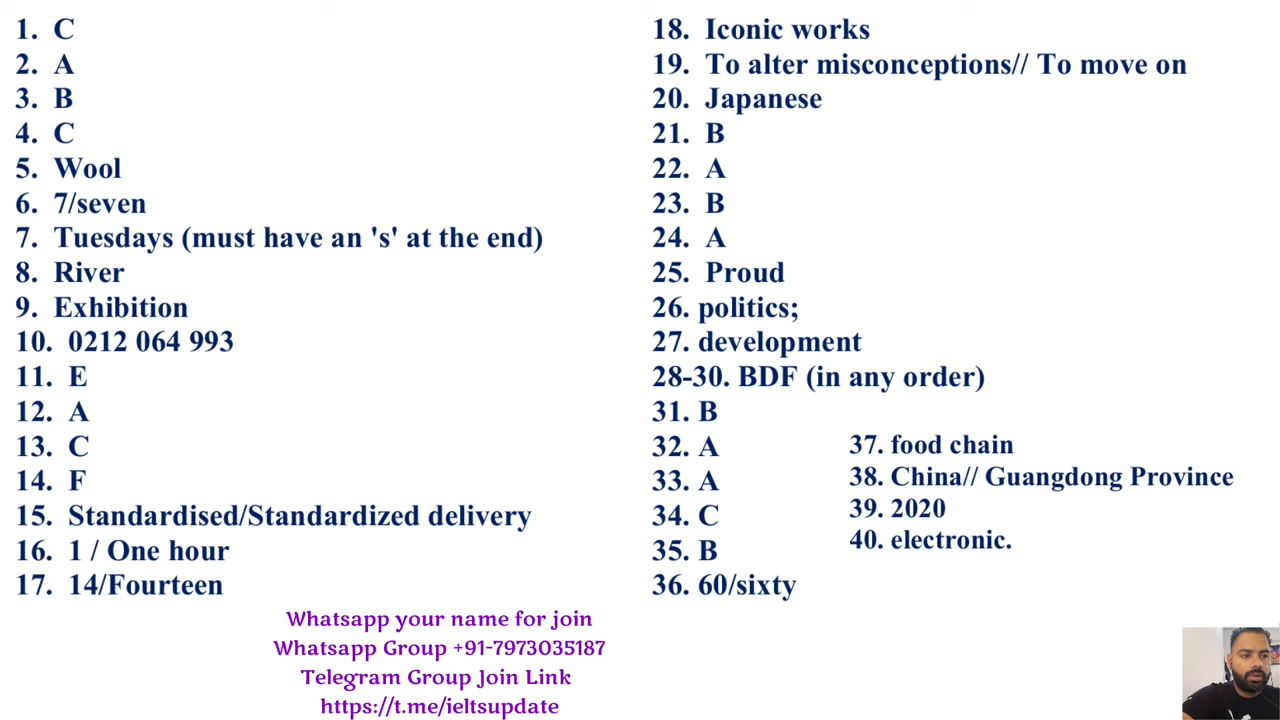 1. C
2. A
3. B
4. C
5. Wool
6. 7/seven
7. Tuesdays (must have an 's' at the end)
8. River
9. Exhibition
10. 0212 064 993
11. E
12. A
13. C
14. F
15. Standardised/Standardized delivery
16. 1 / One hour
17. 14/Fourteen
18. Iconic works
19. To alter misconceptions// To move on
20. Japanese
21. B
22. A
23. B
24. A
25. Proud
26. politics;
27. development
28-30. BDF (in any order)
31. B
32. A
33. A
34. C
35. B
36. 60/sixty
37. food chain
38. China// Guangdong Province
39. 2020
40. electronic.
Whatsapp your name for join
Whatsapp Group +91-7973035187
Telegram Group Join Link
https://t.me/ieltsupdate